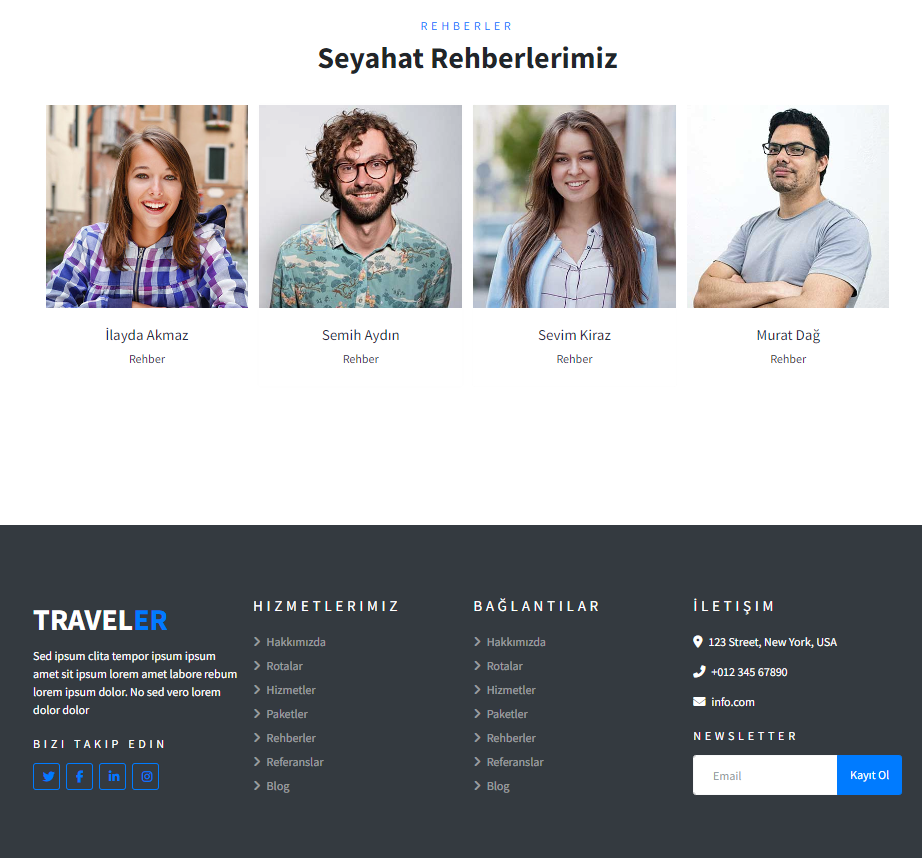 REHBERLER
Seyahat Rehberlerimiz
İlayda Akmaz
Rehber
Semih Aydın
Rehber
Sevim Kiraz
Rehber
Murat Dağ
Rehber
TRAVELER
Sed ipsum clita tempor ipsum ipsum
amet sit ipsum lorem amet labore rebum
lorem ipsum dolor. No sed vero lorem
dolor dolor
BIZI TAKIP EDIN
HIZMETLERIMIZ
Hakkımızda
Rotalar
Hizmetler
Paketler
Rehberler
Referanslar
Blog
BAĞLANTILAR
Hakkımızda
Rotalar
Hizmetler
Paketler
Rehberler
Referanslar
Blog
İLETIŞIM
123 Street, New York, USA
+012 345 67890
info.com
NEWSLETTER
Email
Kayıt Ol